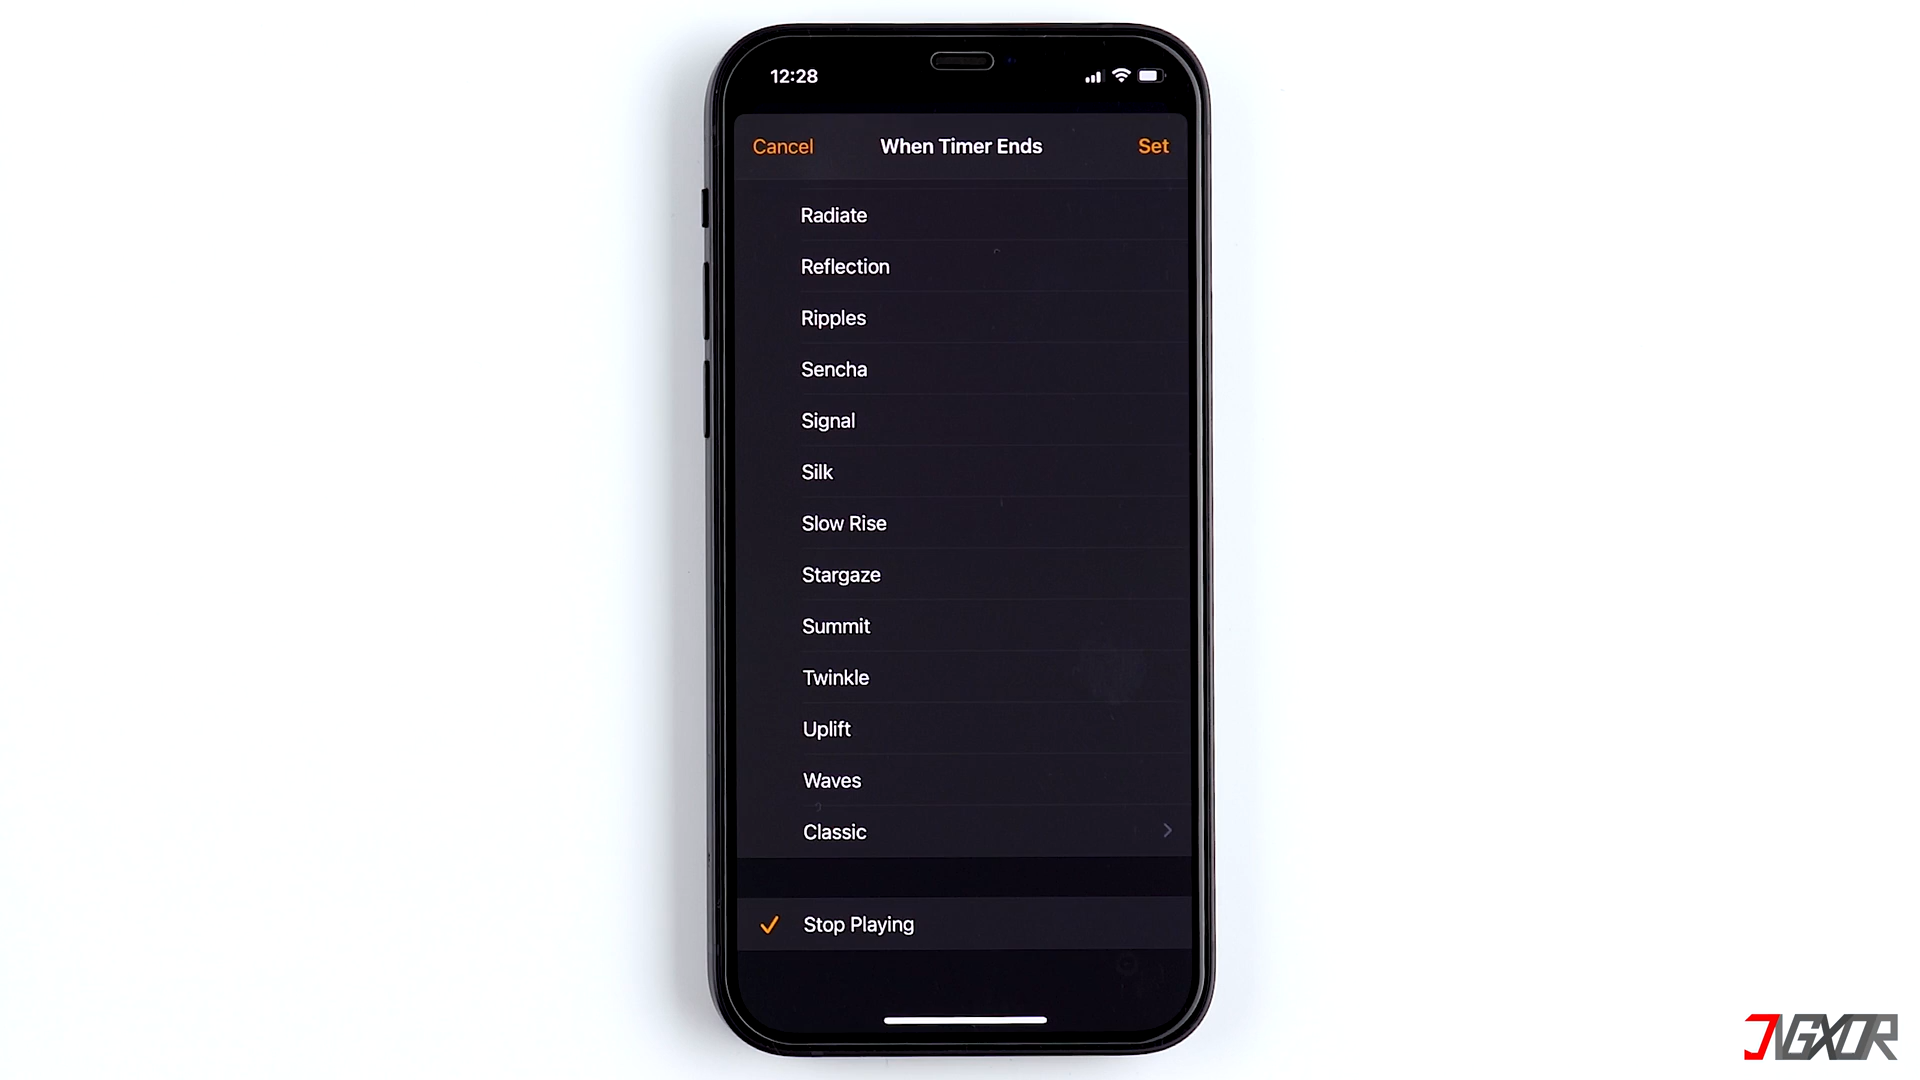 12:28
Cancel When Timer Ends Set
Radiate
Reflection
Ripples
Sencha
Signal
Silk
Slow Rise
Stargaze
Summit
Twinkle
Uplift
Waves
Classic
Stop Playing
JVGXOR